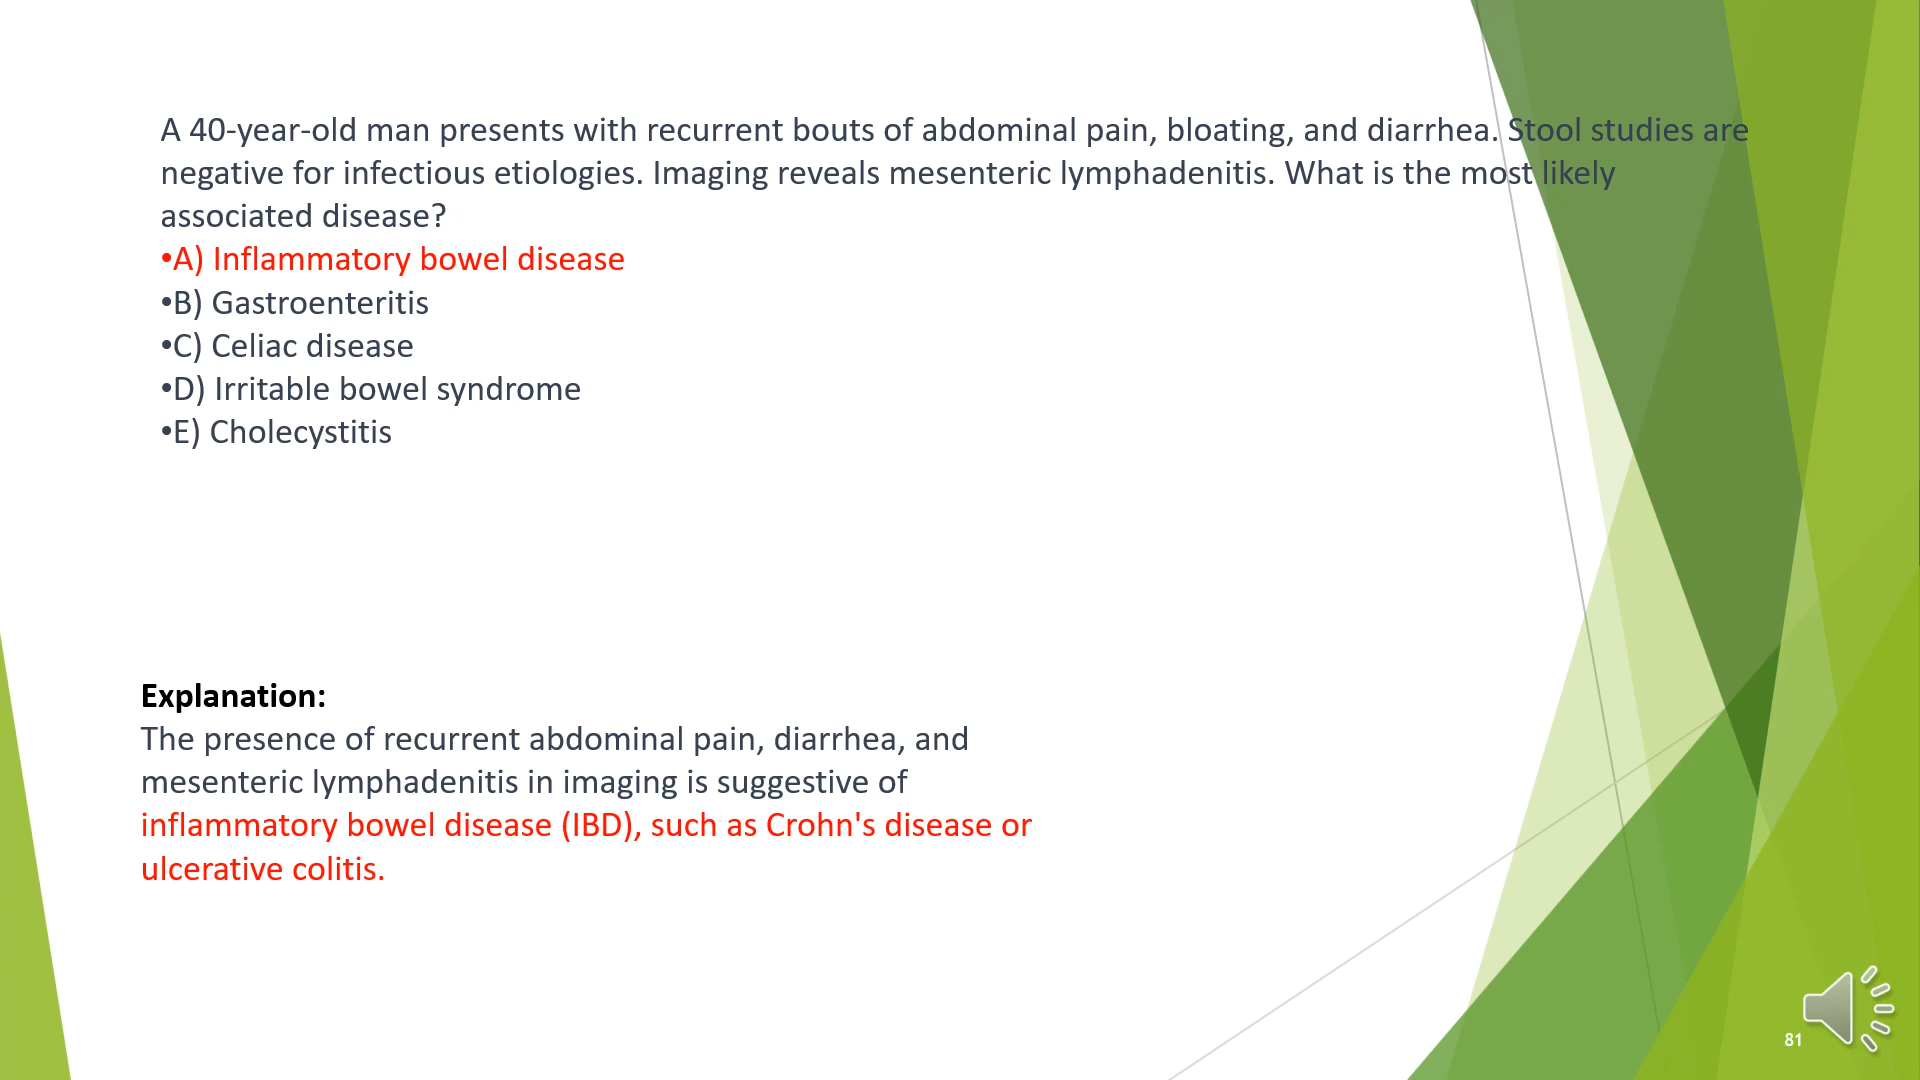 A 40-year-old man presents with recurrent bouts of abdominal pain, bloating, and diarrhea. Stool studies are
negative for infectious etiologies. Imaging reveals mesenteric lymphadenitis. What is the most likely
associated disease?
•A) Inflammatory bowel disease
•B) Gastroenteritis
•C) Celiac disease
•D) Irritable bowel syndrome
•E) Cholecystitis
Explanation:
The presence of recurrent abdominal pain, diarrhea, and
mesenteric lymphadenitis in imaging is suggestive of
inflammatory bowel disease (IBD), such as Crohn's disease or
ulcerative colitis.
81